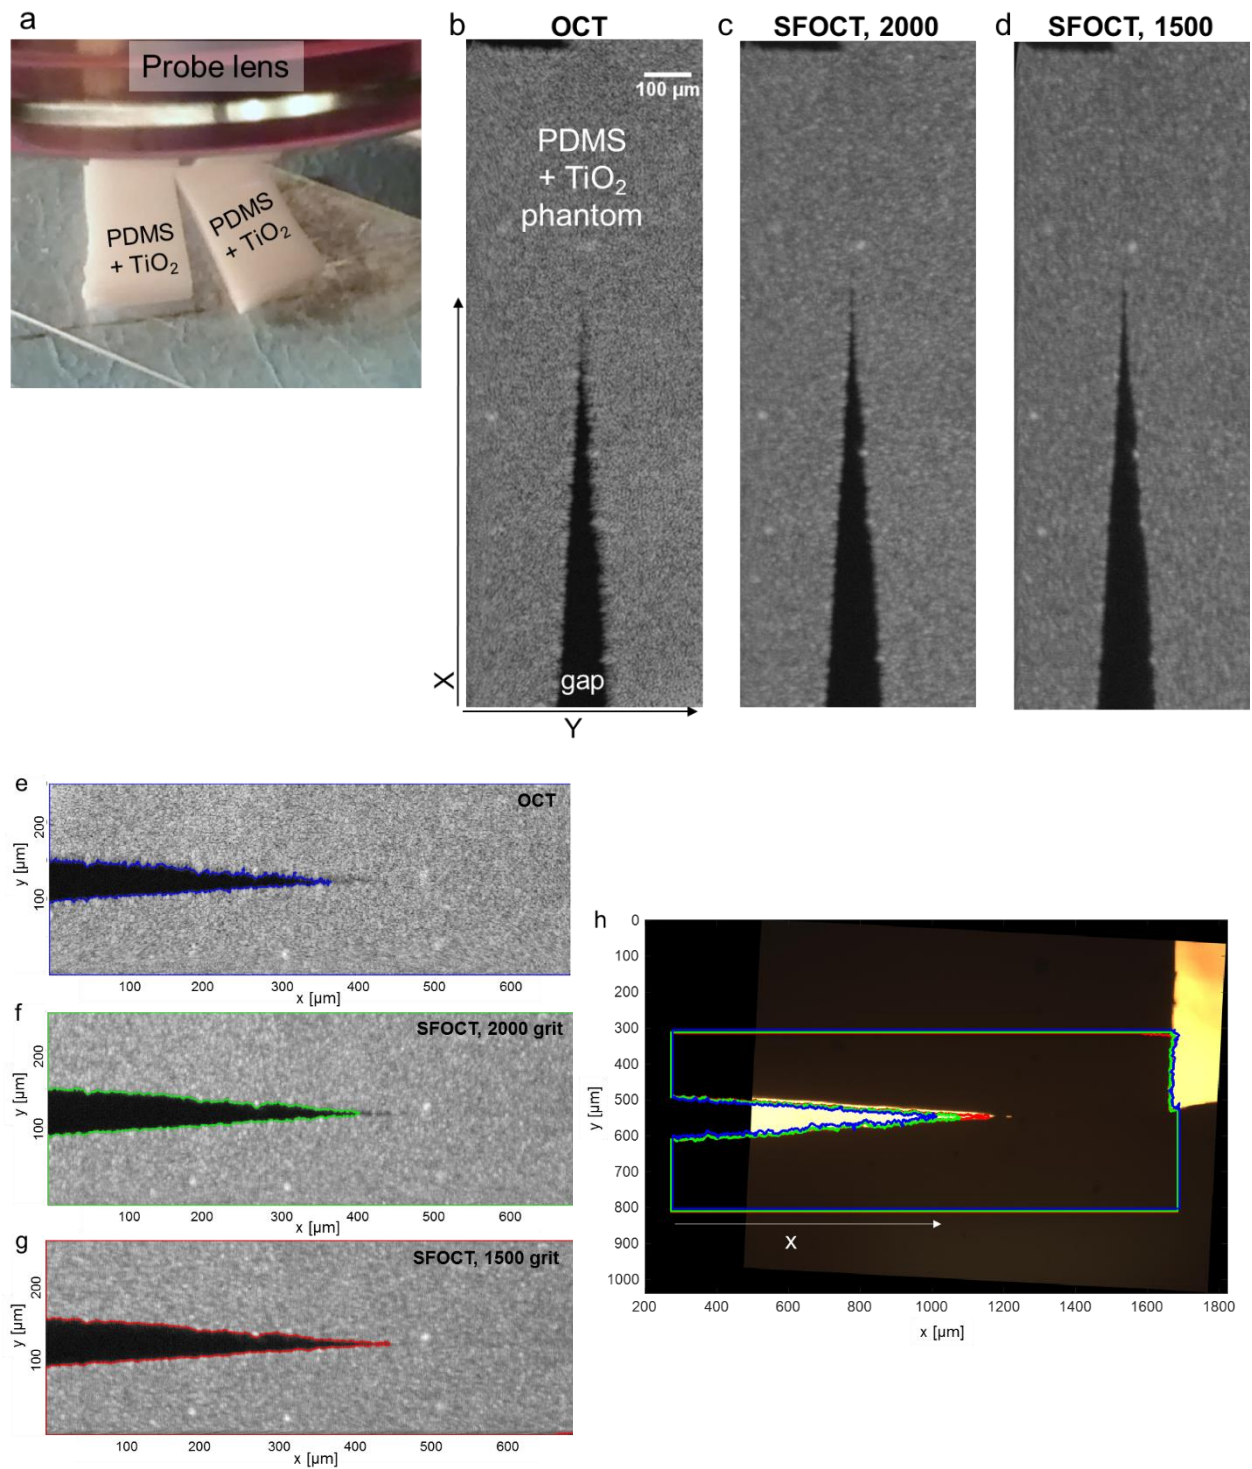 a
Probe lens
PDMS
+ TiO₂
PDMS
+ TiO₂
b
OCT
100 µm
PDMS
+ TiO₂
phantom
gap
X
Y
c
SFOCT, 2000
d
SFOCT, 1500
e
OCT
200
100
y [µm]
100 200 300 400 500 600
x [µm]
f
SFOCT, 2000 grit
200
100
y [µm]
100 200 300 400 500 600
x [µm]
g
SFOCT, 1500 grit
200
100
y [µm]
100 200 300 400 500 600
x [µm]
h
0
100
200
300
400
500
600
700
800
900
1000
y [µm]
X
200 400 600 800 1000 1200 1400 1600 1800
x [µm]